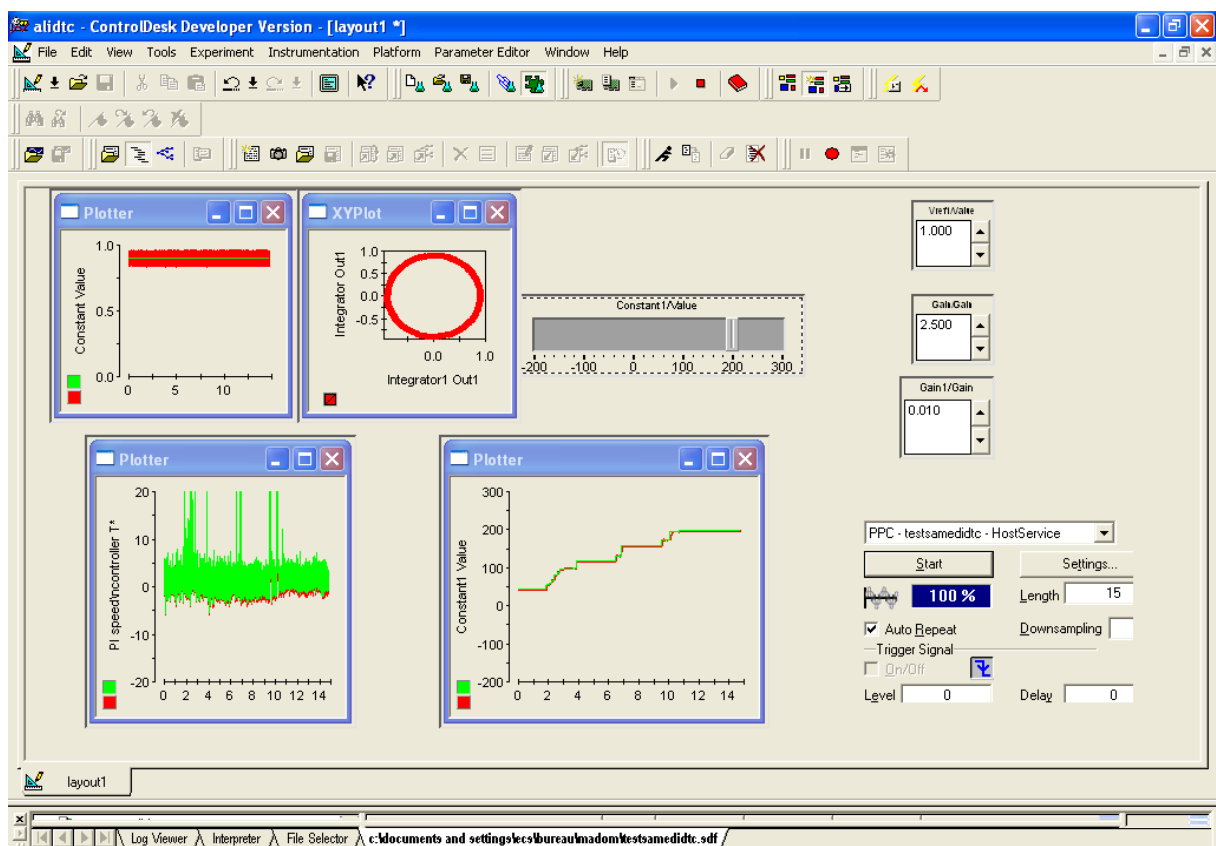 alidtc - ControlDesk Developer Version - [layout1 *]
File Edit View Tools Experiment Instrumentation Platform Parameter Editor Window Help
Plotter
1.0
0.5
0.0
Constant Value
0 5 10
XYPlot
1.0
0.5
0.0
-0.5
Integrator Out1
0.0 1.0
Integrator1 Out1
Constant1/Value
-200 -100 0 100 200 300
Vref1/Value
1.000
Gain/Gain
2.500
Gain1/Gain
0.010
Plotter
20
10
0
-10
-20
PI speed\ncontroller T*
0 2 4 6 8 10 12 14
Plotter
300
200
100
0
-100
-200
Constant1 Value
0 2 4 6 8 10 12 14
PPC - testsamedidtc - HostService
Start Settings...
100 % Length 15
Auto Repeat Downsampling
Trigger Signal
On/Off
Level 0 Delay 0
layout1
Log Viewer Interpreter File Selector c:\documents and settings\ecs\bureau\madom\testsamedidtc.sdf